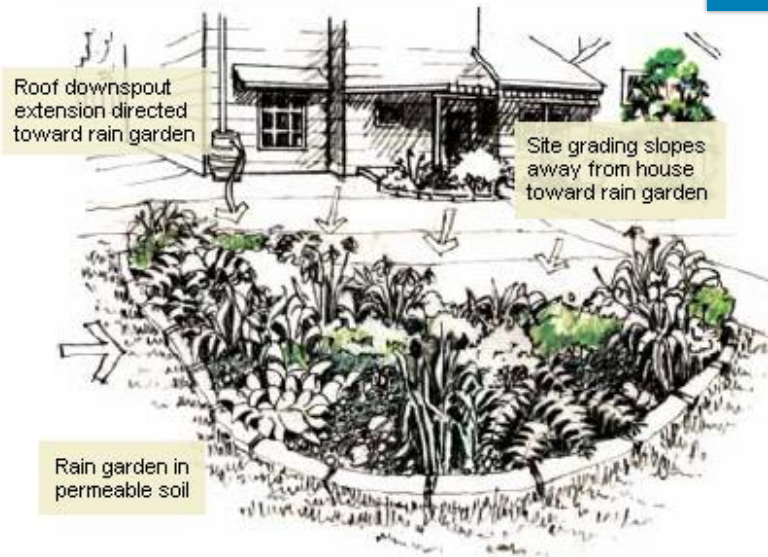 Roof downspout
extension directed
toward rain garden
Site grading slopes
away from house
toward rain garden
Rain garden in
permeable soil